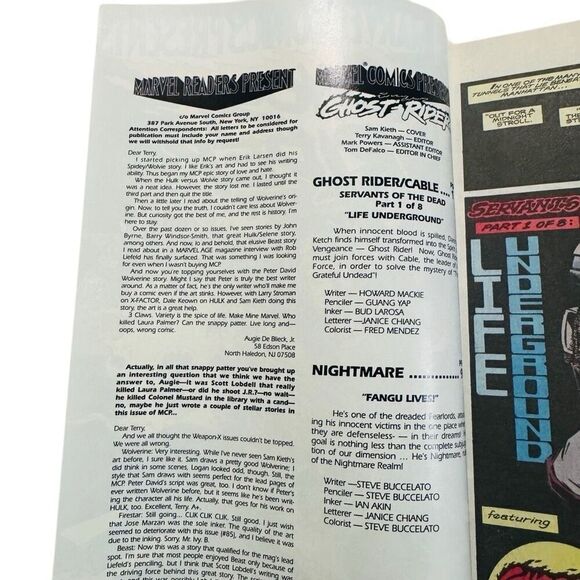 MARVEL READERS PRESENT
c/o Marvel Comics Group
387 Park Avenue South, New York, NY 10016
Attention Correspondents: All letters to be considered for
publication must include your name and address though
we will withhold that info by request!
Dear Terry,
I started picking up MCP when Erik Larsen did his
Spidey/Wolvie story. I like Erik's art and had to see his writing
ability. Thus began my MCP epic story of love and hate.
When the Hulk versus Wolvie story came out, I thought it
was a neat idea. However, the story lost me. I lasted until the
third part and then quit the title.
Then a little later I read about the telling of Wolverine's ori-
gin. Now, to tell you the truth, I couldn't care less about Wolver-
ine. But curiosity got the best of me, and the rest is history. I'm
here to stay.
Over the past dozen or so issues, I've seen stories by John
Byrne, Barry Windsor-Smith, that great Hulk/Selene story,
among others. And now, lo and behold, that elusive Beast story
I read about in a MARVEL AGE magazine interview with Rob
Liefeld has finally surfaced. That was something I was looking
for even when I wasn't buying MCP.
And now you're topping yourselves with the Peter David
Wolverine story. Might I say that Peter is truly the best writer
around. As a matter of fact, he's the only writer who'll make me
buy a comic even if the art stinks. However, with Larry Stroman
on X-FACTOR, Dale Keown on HULK and Sam Kieth doing this
story, the art is a great help.
3 Claws. Variety is the spice of life. Make Mine Marvel. Who
killed Laura Palmer? Can the snappy patter. Live long and—
oops, wrong comic.
Augie De Blieck, Jr.
58 Edson Place
North Haledon, NJ 07508
Actually, in all that snappy patter you've brought up
an interesting question that we think we have the
answer to, Augie—it was Scott Lobdell that really
killed Laura Palmer—or did he shoot J.R.?—no wait—
he killed Colonel Mustard in the library with a cand—
no, maybe he just wrote a couple of stellar stories in
this issue of MCP...
Dear Terry,
And we all thought the Weapon-X issues couldn't be topped.
We were all wrong.
Wolverine: Very interesting. While I've never seen Sam Kieth's
art before, I sure like it. Sam draws a pretty good Wolverine; I
did think in some scenes, Logan looked odd, though. Still, the
way that Sam draws with seems perfect for the lead pages of
MCP. Peter David's script was great, too. I don't know if Peter's
ever written Wolverine before, but it seems like he's been writ-
ing the character all his life. Actually, that goes for his work on
HULK, too. Excellent, Terry. A+.
Firestar: Still going... CLIK CLIK CLIK. Still good. I just wish
that Jose Marzan was the sole inker. The quality of the art
seemed to deteriorate with this issue (#85), and I believe it was
due to the inking. Sorry, Mr. Ivy. B.
Beast: Now this was a story that qualified for the mag's lead
spot. I'm sure that most people enjoyed Beast only because of
Liefeld's penciling, but I think that Scott Lobdell's writing was
the driving force behind this great story. The
MARVEL COMICS PRESENT
GHOST RIDER
Sam Kieth — COVER
Terry Kavanagh — EDITOR
Mark Powers — ASSISTANT EDITOR
Tom DeFalco — EDITOR IN CHIEF
GHOST RIDER/CABLE ....
SERVANTS OF THE DEAD
Part 1 of 8
"LIFE UNDERGROUND"
When innocent blood is spilled,
Ketch finds himself transformed into the
Vengeance — Ghost Rider! Now, Ghost
must join forces with Cable, the leader of
Force, in order to solve the mystery of
Grateful Undead"!
Writer — HOWARD MACKIE
Penciler — GUANG YAP
Inker — BUD LAROSA
Letterer — JANICE CHIANG
Colorist — FRED MENDEZ
NIGHTMARE ..........
"FANGU LIVES!"
He's one of the dreaded Fearlords,
ing his innocent victims in the one place
they are defenseless- — in their dreams!
goal is nothing less than the complete
tion of our dimension ... He's Nightmare,
of the Nightmare Realm!
Writer —STEVE BUCCELATO
Penciler — STEVE BUCCELATO
Inker — IAN AKIN
Letterer — JANICE CHIANG
Colorist — STEVE BUCCELATO
IN ONE OF THE MANY
TUNNELS THAT LIE BENEATH
MANHATTAN...
"OUT FOR A
MIDNIGHT
STROLL.
SERVANTS
PART 1 OF 8:
LIFE
UNDERGROUND
featuring